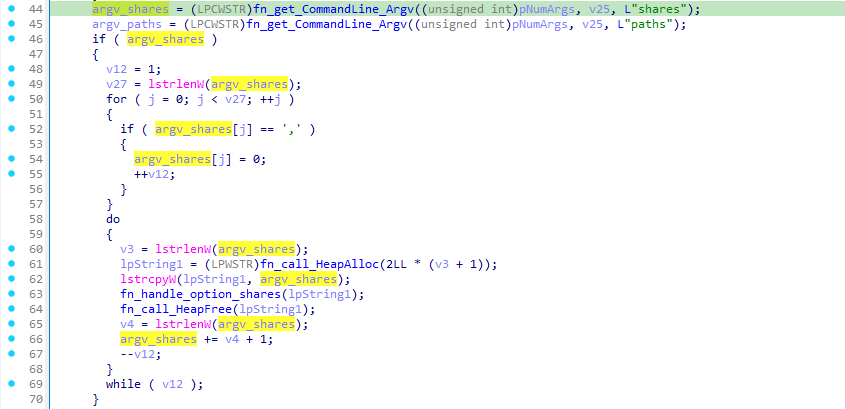 44 argv_shares = (LPCWSTR)fn_get_CommandLine_Argv((unsigned int)pNumArgs, v25, L"shares");
45 argv_paths = (LPCWSTR)fn_get_CommandLine_Argv((unsigned int)pNumArgs, v25, L"paths");
46 if ( argv_shares )
47 {
48 v12 = 1;
49 v27 = lstrlenW(argv_shares);
50 for ( j = 0; j < v27; ++j )
51 {
52 if ( argv_shares[j] == ',' )
53 {
54 argv_shares[j] = 0;
55 ++v12;
56 }
57 }
58 do
59 {
60 v3 = lstrlenW(argv_shares);
61 lpString1 = (LPWSTR)fn_call_HeapAlloc(2LL * (v3 + 1));
62 lstrcpyW(lpString1, argv_shares);
63 fn_handle_option_shares(lpString1);
64 fn_call_HeapFree(lpString1);
65 v4 = lstrlenW(argv_shares);
66 argv_shares += v4 + 1;
67 --v12;
68 }
69 while ( v12 );
70 }